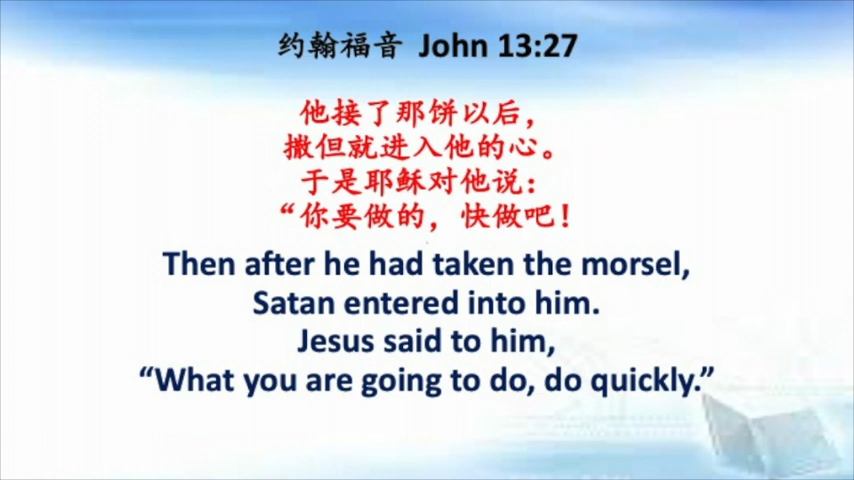 约翰福音 John 13:27
他接了那饼以后，
撒但就进入他的心。
于是耶稣对他说：
“你要做的，快做吧！
Then after he had taken the morsel,
Satan entered into him.
Jesus said to him,
“What you are going to do, do quickly.”